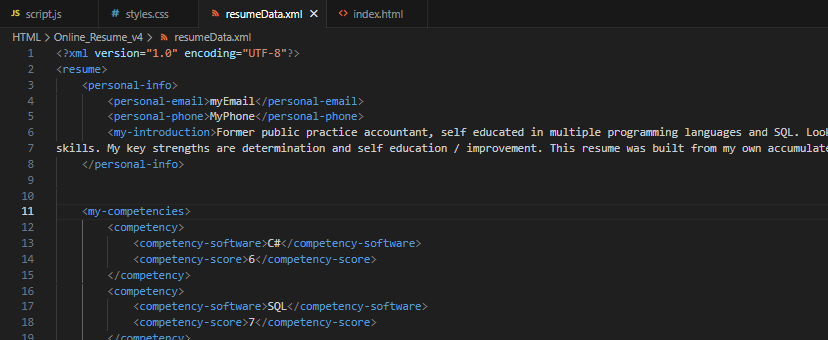 JS script.js # styles.css resumeData.xml × <> index.html
HTML > Online_Resume_v4 > resumeData.xml
1 <?xml version="1.0" encoding="UTF-8"?>
2 <resume>
3 <personal-info>
4 <personal-email>myEmail</personal-email>
5 <personal-phone>MyPhone</personal-phone>
6 <my-introduction>Former public practice accountant, self educated in multiple programming languages and SQL. Look
7 skills. My key strengths are determination and self education / improvement. This resume was built from my own accumulate
8 </personal-info>
9
10
11 <my-competencies>
12 <competency>
13 <competency-software>C#</competency-software>
14 <competency-score>6</competency-score>
15 </competency>
16 <competency>
17 <competency-software>SQL</competency-software>
18 <competency-score>7</competency-score>
19 </competency>